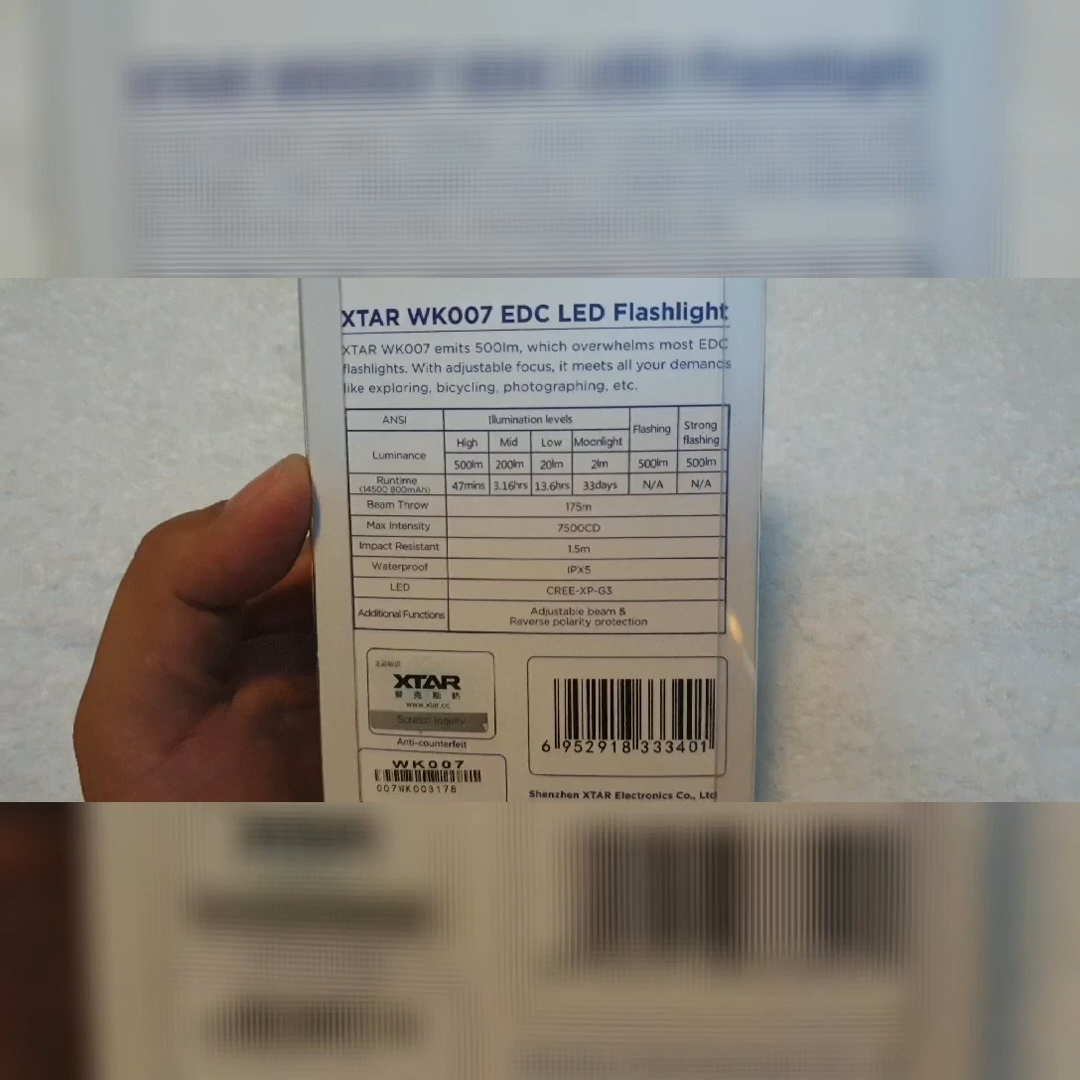 XTAR WK007 EDC LED Flashlight
XTAR WK007 emits 500lm, which overwhelms most EDC
flashlights. With adjustable focus, it meets all your demands
like exploring, bicycling, photographing, etc.
ANSI Illumination levels Flashing Strong flashing
Luminance High Mid Low Moonlight
500lm 200lm 20lm 2lm 500lm 500lm
Runtime (14500 800mAh) 47mins 3.16hrs 13.6hrs 33days N/A N/A
Beam Throw 175m
Max Intensity 7500CD
Impact Resistant 1.5m
Waterproof IPX5
LED CREE-XP-G3
Additional Functions Adjustable beam & Reverse polarity protection
XTAR
爱克斯达
www.xtar.cc
Scratch Inquiry
Anti-counterfeit
WK007
007WK003178
6 952918 333401
Shenzhen XTAR Electronics Co., Ltd